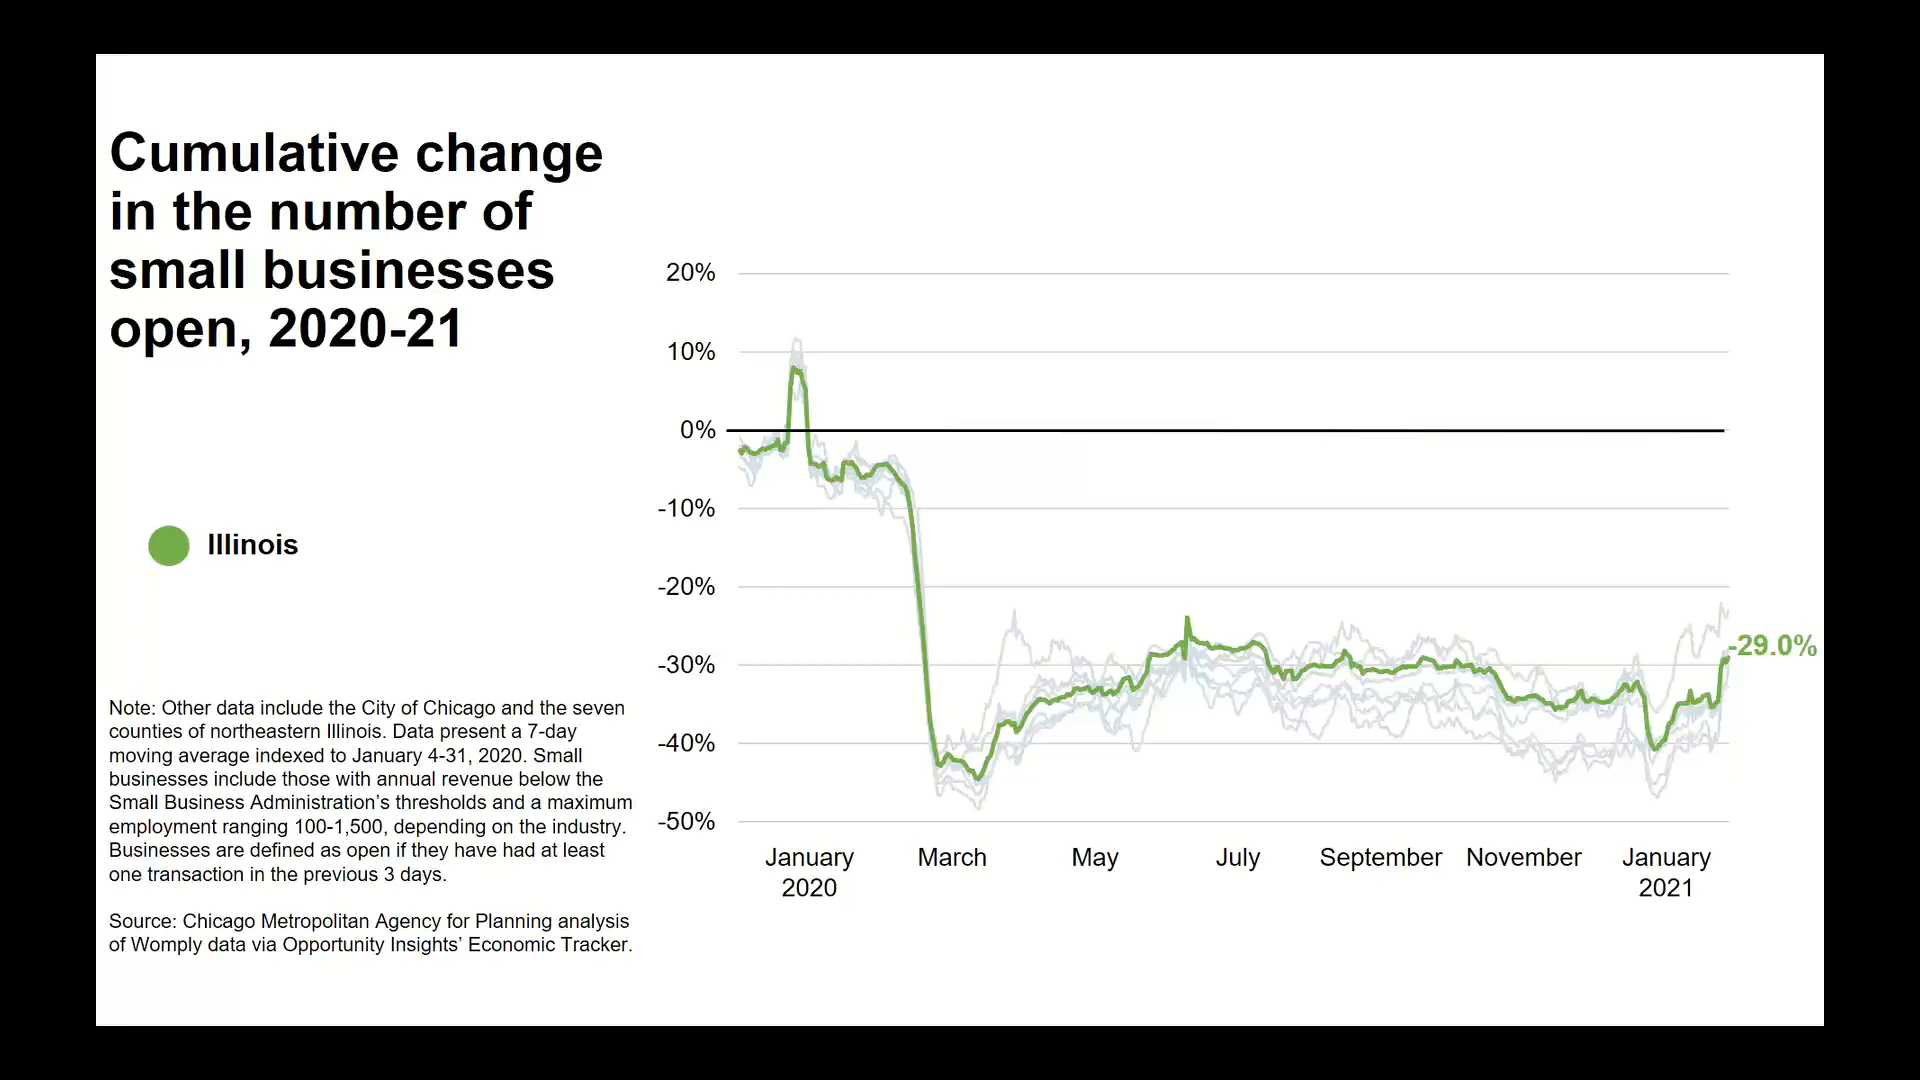 Cumulative change
in the number of
small businesses
open, 2020-21
Illinois
Note: Other data include the City of Chicago and the seven
counties of northeastern Illinois. Data present a 7-day
moving average indexed to January 4-31, 2020. Small
businesses include those with annual revenue below the
Small Business Administration’s thresholds and a maximum
employment ranging 100-1,500, depending on the industry.
Businesses are defined as open if they have had at least
one transaction in the previous 3 days.
Source: Chicago Metropolitan Agency for Planning analysis
of Womply data via Opportunity Insights’ Economic Tracker.
20%
10%
0%
-10%
-20%
-30%
-40%
-50%
-29.0%
January March May July September November January
2020 2021